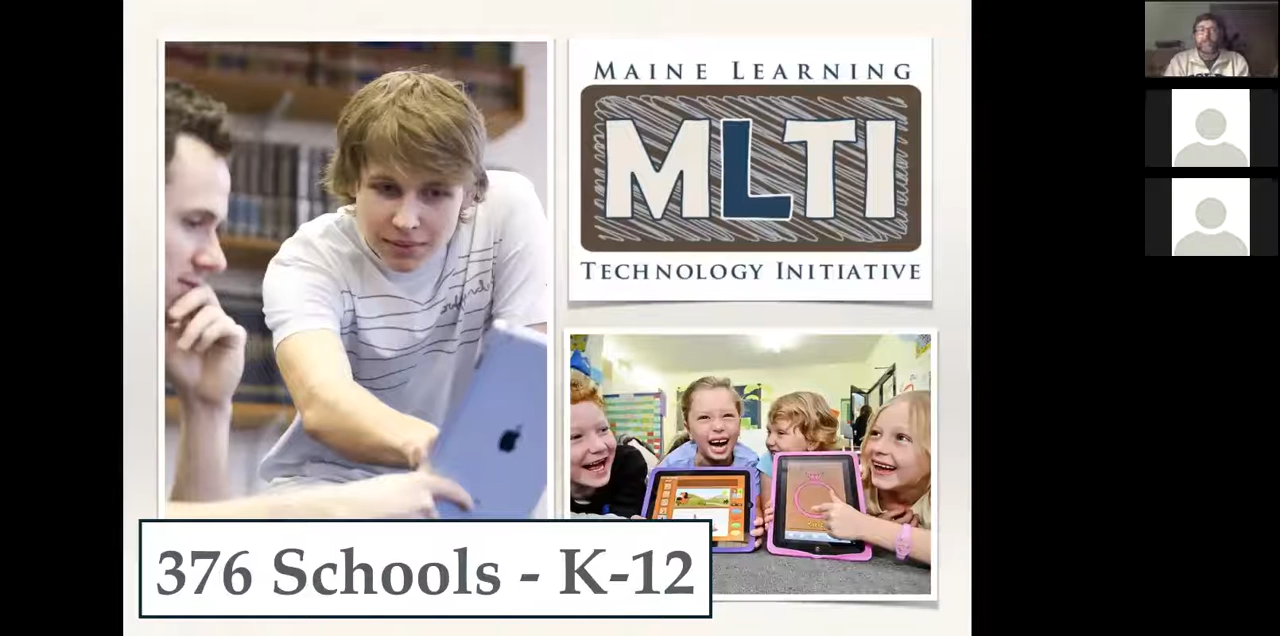 MAINE LEARNING
MLTI
TECHNOLOGY INITIATIVE
376 Schools - K-12